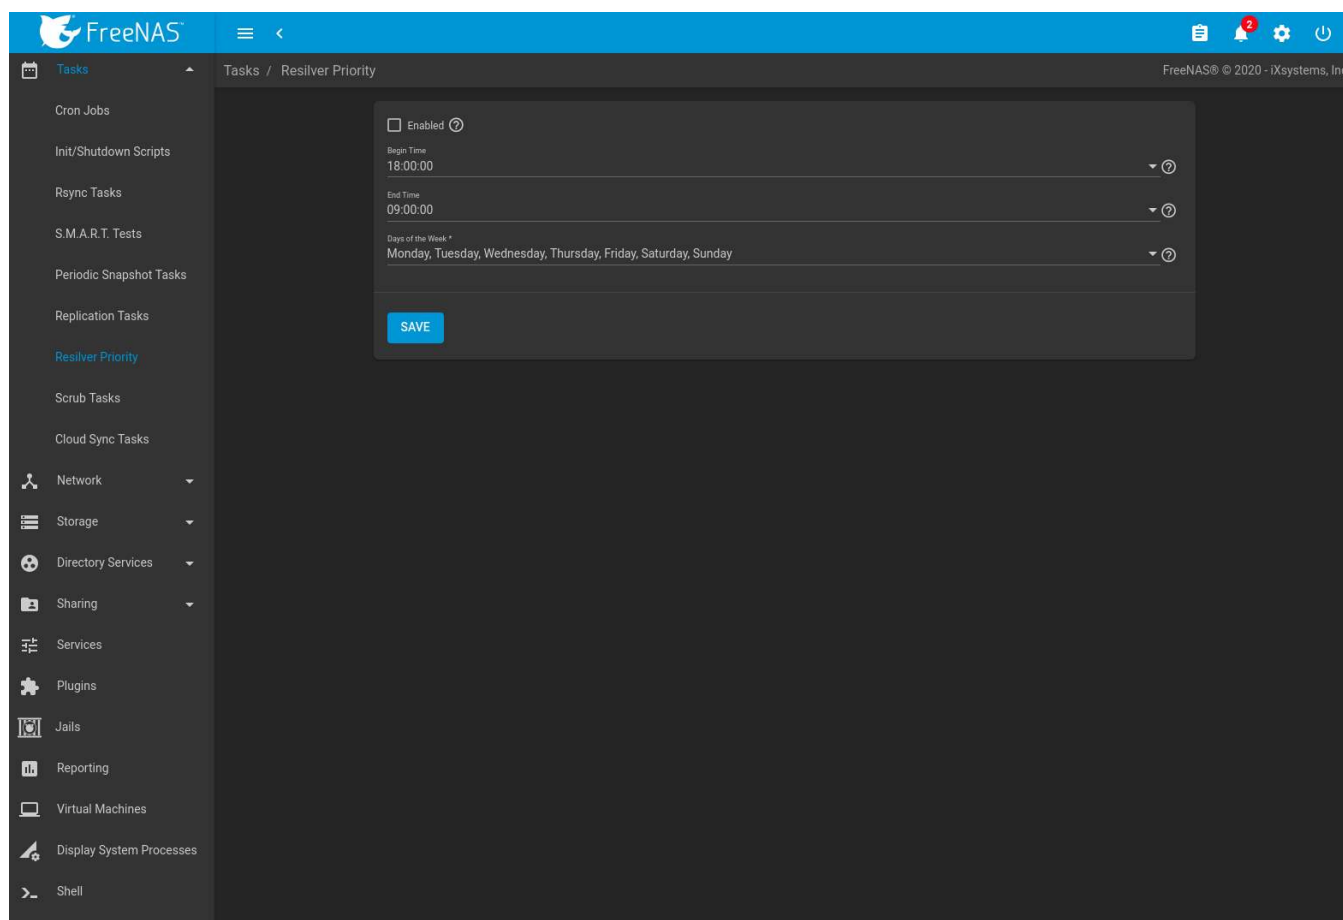 FreeNAS
2
Tasks
Tasks / Resilver Priority
FreeNAS® © 2020 - iXsystems, In
Cron Jobs
Init/Shutdown Scripts
Rsync Tasks
S.M.A.R.T. Tests
Periodic Snapshot Tasks
Replication Tasks
Resilver Priority
Scrub Tasks
Cloud Sync Tasks
Network
Storage
Directory Services
Sharing
Services
Plugins
Jails
Reporting
Virtual Machines
Display System Processes
Shell
Enabled
Begin Time
18:00:00
End Time
09:00:00
Days of the Week *
Monday, Tuesday, Wednesday, Thursday, Friday, Saturday, Sunday
SAVE